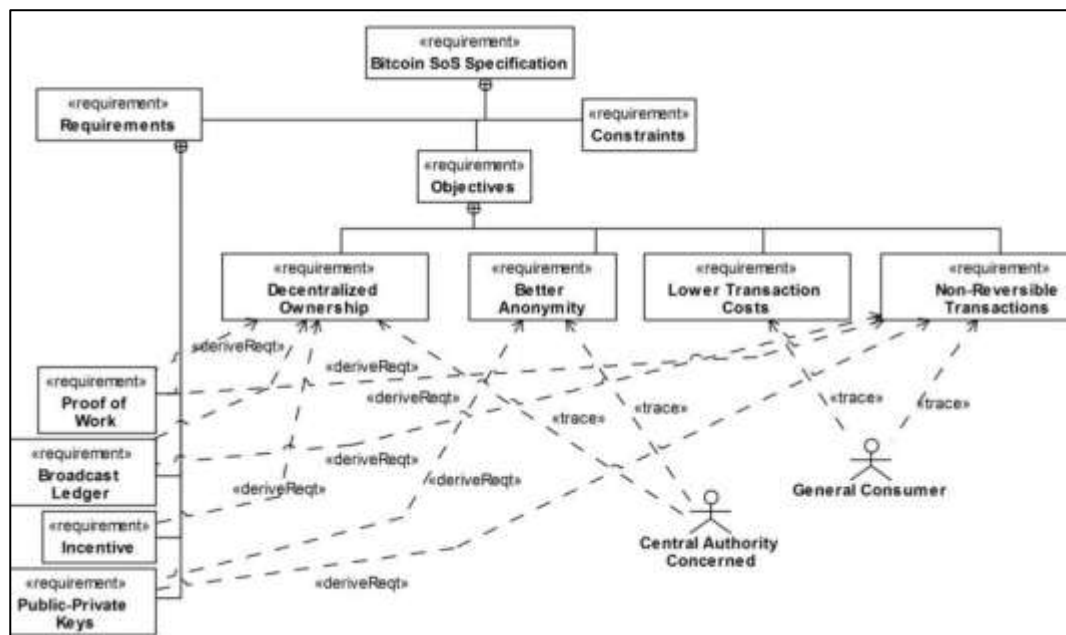 «requirement»
Bitcoin SoS Specification
«requirement»
Requirements
«requirement»
Constraints
«requirement»
Objectives
«requirement»
Decentralized
Ownership
«requirement»
Better
Anonymity
«requirement»
Lower Transaction
Costs
«requirement»
Non-Reversible
Transactions
«deriveReqt»
«requirement»
Proof of
Work
«deriveReqt»
«deriveReqt»
«trace»
«trace»
«trace»
«requirement»
Broadcast
Ledger
«deriveReqt»
«deriveReqt»
«deriveReqt»
General Consumer
«requirement»
Incentive
Central Authority
Concerned
«requirement»
Public-Private
Keys
«deriveReqt»